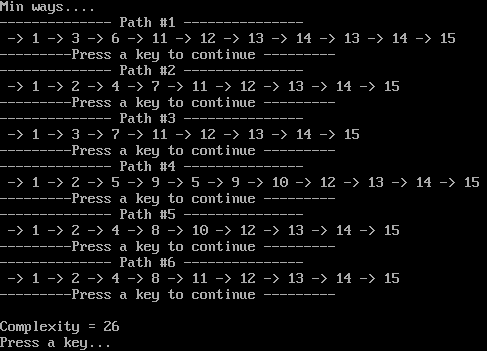 Min ways....
-------------- Path #1 ---------------
-> 1 -> 3 -> 6 -> 11 -> 12 -> 13 -> 14 -> 13 -> 14 -> 15
---------Press a key to continue ---------
-------------- Path #2 ---------------
-> 1 -> 2 -> 4 -> 7 -> 11 -> 12 -> 13 -> 14 -> 15
---------Press a key to continue ---------
-------------- Path #3 ---------------
-> 1 -> 3 -> 7 -> 11 -> 12 -> 13 -> 14 -> 15
---------Press a key to continue ---------
-------------- Path #4 ---------------
-> 1 -> 2 -> 5 -> 9 -> 5 -> 9 -> 10 -> 12 -> 13 -> 14 -> 15
---------Press a key to continue ---------
-------------- Path #5 ---------------
-> 1 -> 2 -> 4 -> 8 -> 10 -> 12 -> 13 -> 14 -> 15
---------Press a key to continue ---------
-------------- Path #6 ---------------
-> 1 -> 2 -> 4 -> 8 -> 11 -> 12 -> 13 -> 14 -> 15
---------Press a key to continue ---------
Complexity = 26
Press a key...